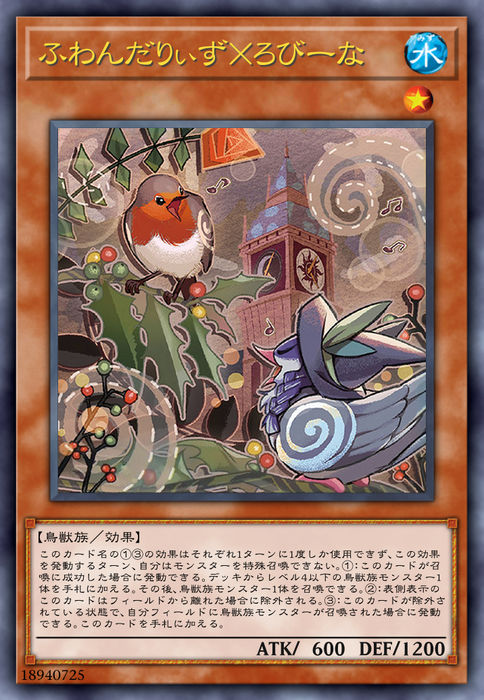 ふわんだりぃず×ろびーな
みず
水
【鳥獣族／効果】
このカード名の①③の効果はそれぞれ1ターンに1度しか使用できず、この効果
を発動するターン、自分はモンスターを特殊召喚できない。①：このカードが召
喚に成功した場合に発動できる。デッキからレベル4以下の鳥獣族モンスター1
体を手札に加える。その後、鳥獣族モンスター1体を召喚できる。②：表側表示の
このカードはフィールドから離れた場合に除外される。③：このカードが除外さ
れている状態で、自分フィールドに鳥獣族モンスターが召喚された場合に発動
できる。このカードを手札に加える。
ATK/ 600 DEF/1200
18940725